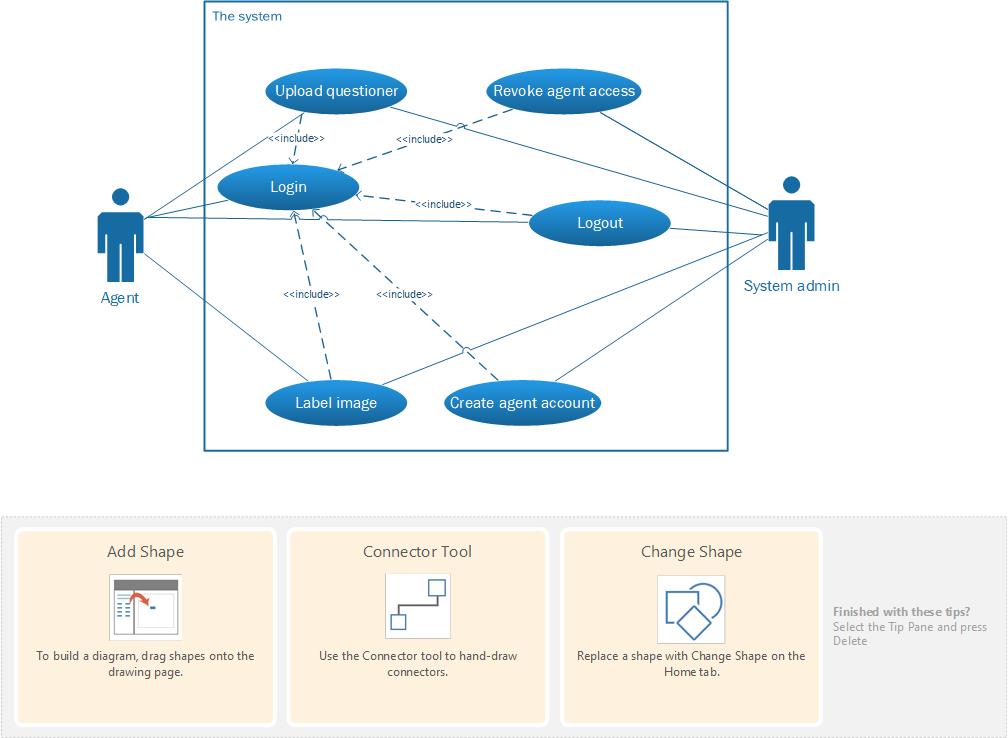 The system
Upload questioner
Revoke agent access
<<include>>
<<include>>
Login
<<include>>
Logout
Agent
System admin
<<include>>
<<include>>
Label image
Create agent account
Add Shape
To build a diagram, drag shapes onto the
drawing page.
Connector Tool
Use the Connector tool to hand-draw
connectors.
Change Shape
Replace a shape with Change Shape on the
Home tab.
Finished with these tips?
Select the Tip Pane and press
Delete